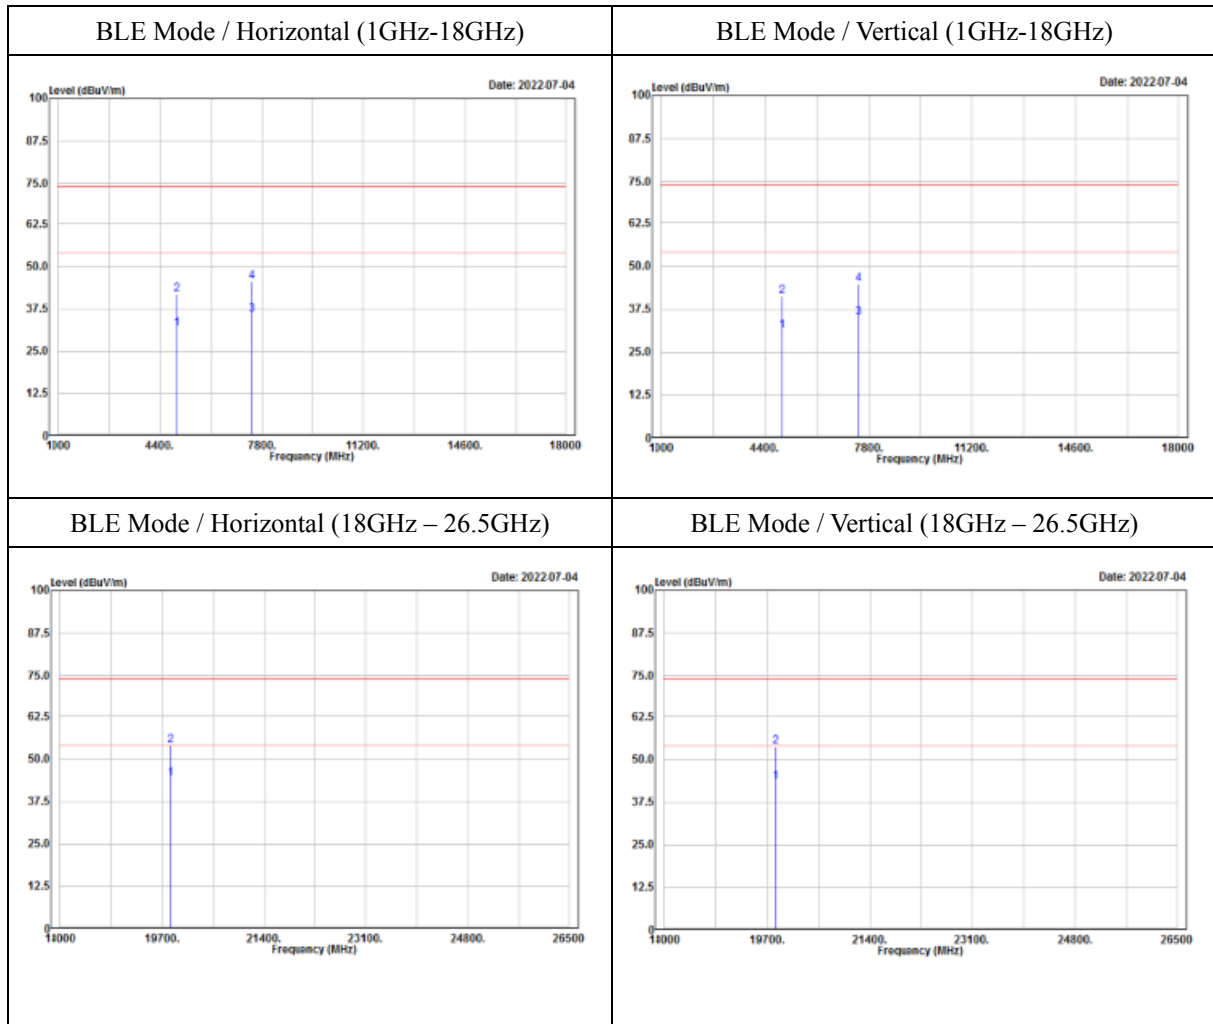 BLE Mode / Horizontal (1GHz-18GHz)
BLE Mode / Vertical (1GHz-18GHz)
Level (dBuV/m)
Date: 2022-07-04
100
87.5
75.0
62.5
50.0
37.5
25.0
12.5
0
2
1
4
3
1000 4400. 7800. 11200. 14600. 18000
Frequency (MHz)
Level (dBuV/m)
Date: 2022-07-04
100
87.5
75.0
62.5
50.0
37.5
25.0
12.5
0
2
1
4
3
1000 4400. 7800. 11200. 14600. 18000
Frequency (MHz)
BLE Mode / Horizontal (18GHz – 26.5GHz)
BLE Mode / Vertical (18GHz – 26.5GHz)
Level (dBuV/m)
Date: 2022-07-04
100
87.5
75.0
62.5
50.0
37.5
25.0
12.5
0
2
1
18000 19700. 21400. 23100. 24800. 26500
Frequency (MHz)
Level (dBuV/m)
Date: 2022-07-04
100
87.5
75.0
62.5
50.0
37.5
25.0
12.5
0
2
1
18000 19700. 21400. 23100. 24800. 26500
Frequency (MHz)